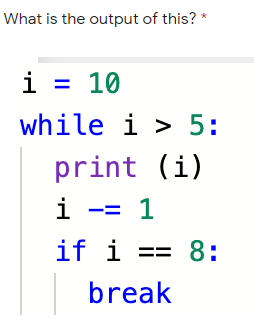 What is the output of this? *
i = 10
while i > 5:
print (i)
i -= 1
if i == 8:
break